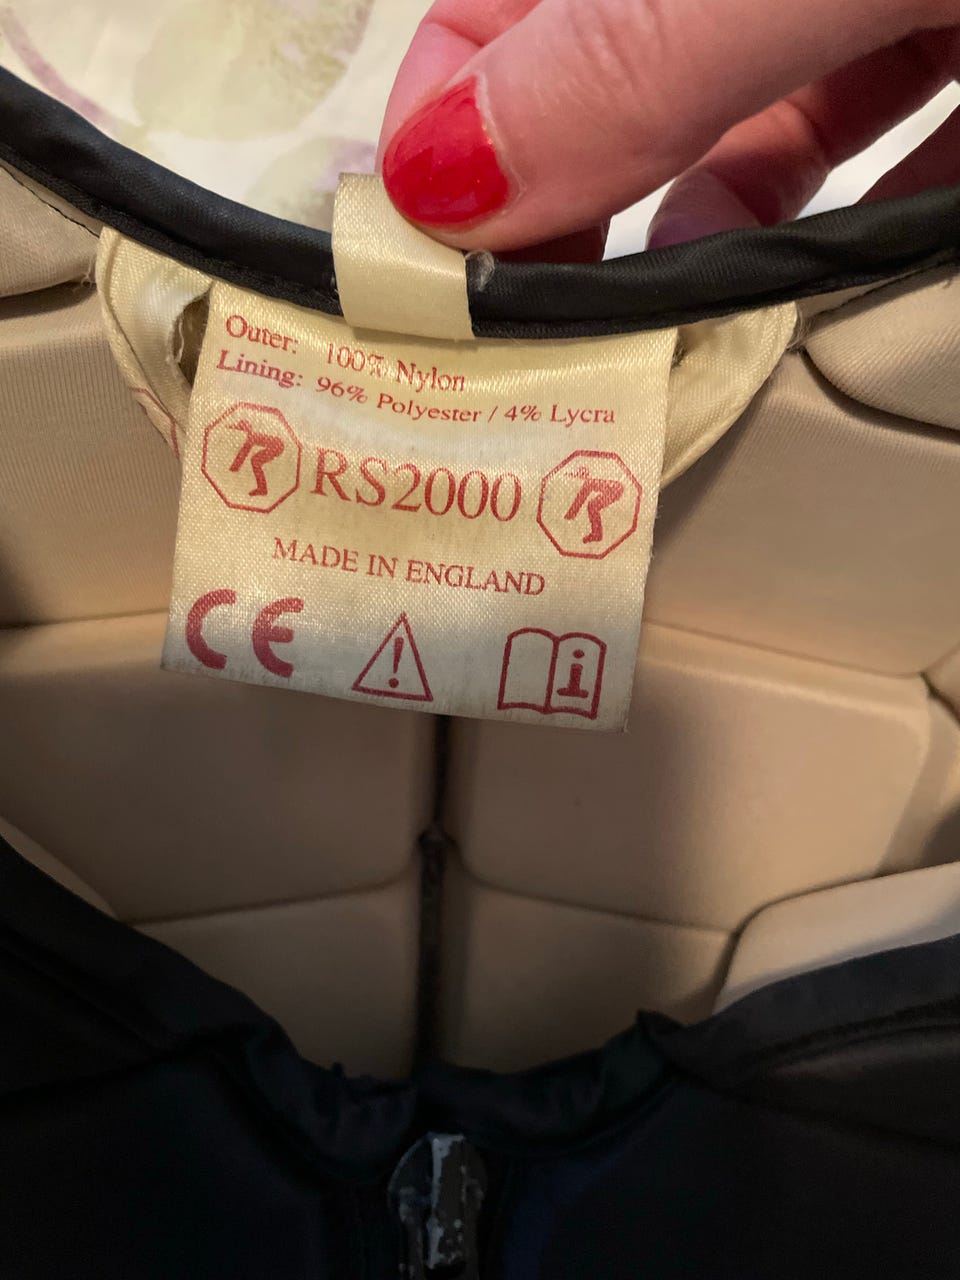 Outer: 100% Nylon
Lining: 96% Polyester / 4% Lycra
RS2000
MADE IN ENGLAND
CE